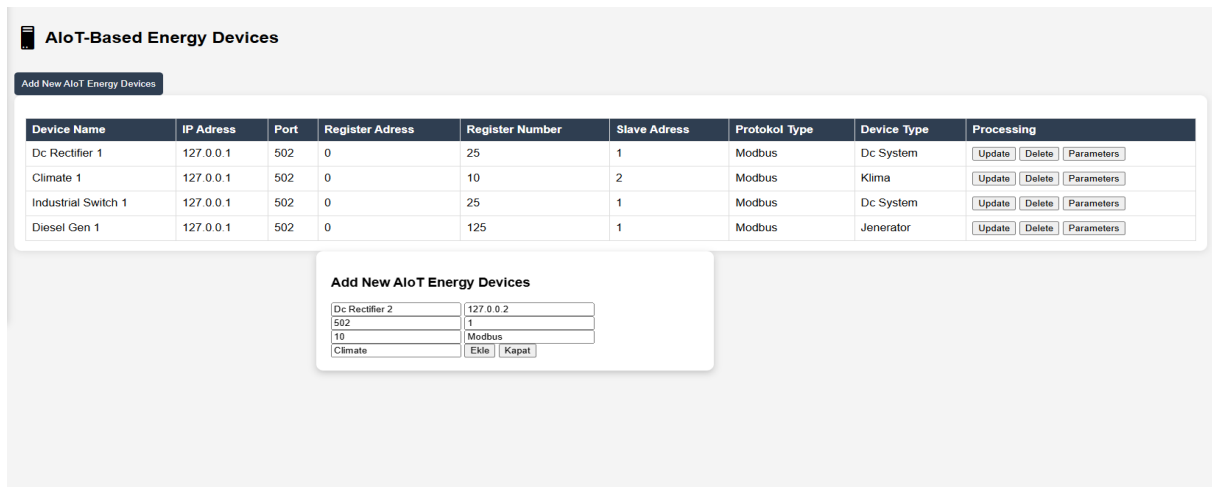 AIoT-Based Energy Devices
Add New AIoT Energy Devices
Device Name IP Adress Port Register Adress Register Number Slave Adress Protokol Type Device Type Processing
Dc Rectifier 1 127.0.0.1 502 0 25 1 Modbus Dc System Update Delete Parameters
Climate 1 127.0.0.1 502 0 10 2 Modbus Klima Update Delete Parameters
Industrial Switch 1 127.0.0.1 502 0 25 1 Modbus Dc System Update Delete Parameters
Diesel Gen 1 127.0.0.1 502 0 125 1 Modbus Jenerator Update Delete Parameters
Add New AIoT Energy Devices
Dc Rectifier 2 127.0.0.2
502 1
10 Modbus
Climate Ekle Kapat